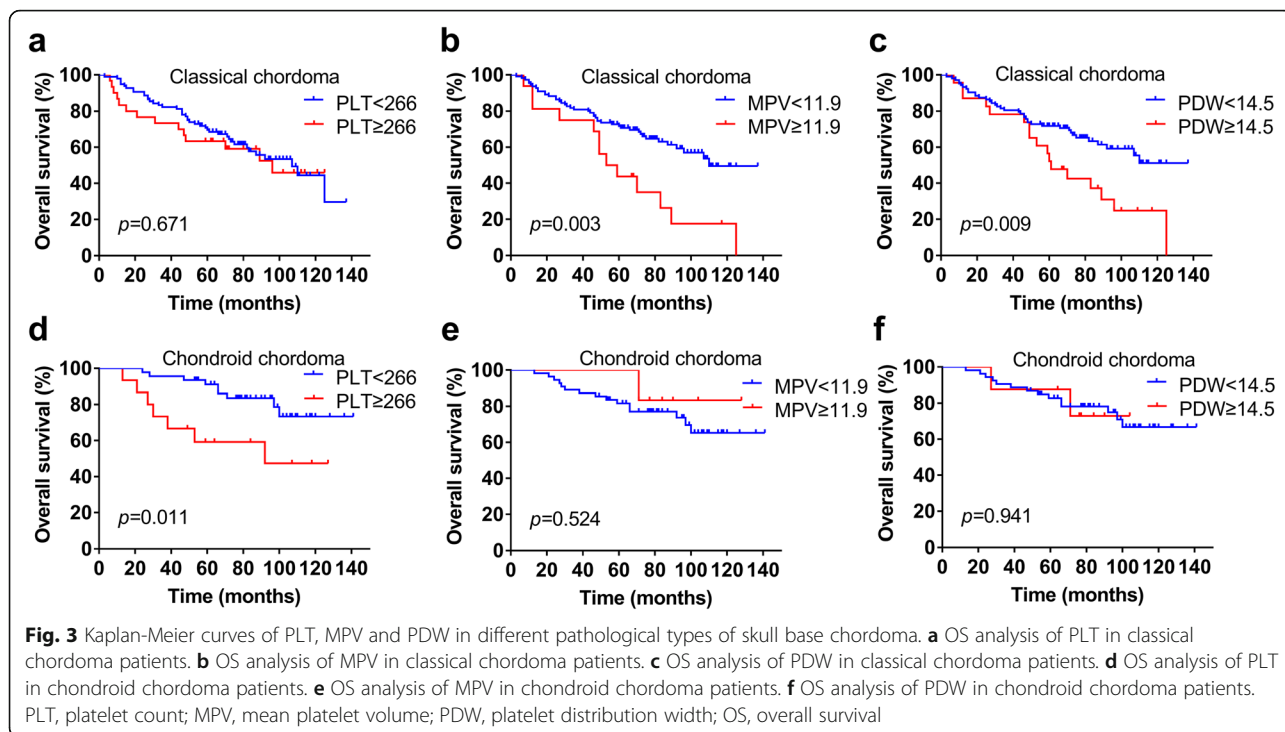 a
Classical chordoma
PLT<266
PLT≥266
p=0.671
Overall survival (%)
100
80
60
40
20
0
0 20 40 60 80 100 120 140
Time (months)
b
Classical chordoma
MPV<11.9
MPV≥11.9
p=0.003
Overall survival (%)
100
80
60
40
20
0
0 20 40 60 80 100 120 140
Time (months)
c
Classical chordoma
PDW<14.5
PDW≥14.5
p=0.009
Overall survival (%)
100
80
60
40
20
0
0 20 40 60 80 100 120 140
Time (months)
d
Chondroid chordoma
PLT<266
PLT≥266
p=0.011
Overall survival (%)
100
80
60
40
20
0
0 20 40 60 80 100 120 140
Time (months)
e
Chondroid chordoma
MPV<11.9
MPV≥11.9
p=0.524
Overall survival (%)
100
80
60
40
20
0
0 20 40 60 80 100 120 140
Time (months)
f
Chondroid chordoma
PDW<14.5
PDW≥14.5
p=0.941
Overall survival (%)
100
80
60
40
20
0
0 20 40 60 80 100 120 140
Time (months)
Fig. 3 Kaplan-Meier curves of PLT, MPV and PDW in different pathological types of skull base chordoma. a OS analysis of PLT in classical
chordoma patients. b OS analysis of MPV in classical chordoma patients. c OS analysis of PDW in classical chordoma patients. d OS analysis of PLT
in chondroid chordoma patients. e OS analysis of MPV in chondroid chordoma patients. f OS analysis of PDW in chondroid chordoma patients.
PLT, platelet count; MPV, mean platelet volume; PDW, platelet distribution width; OS, overall survival